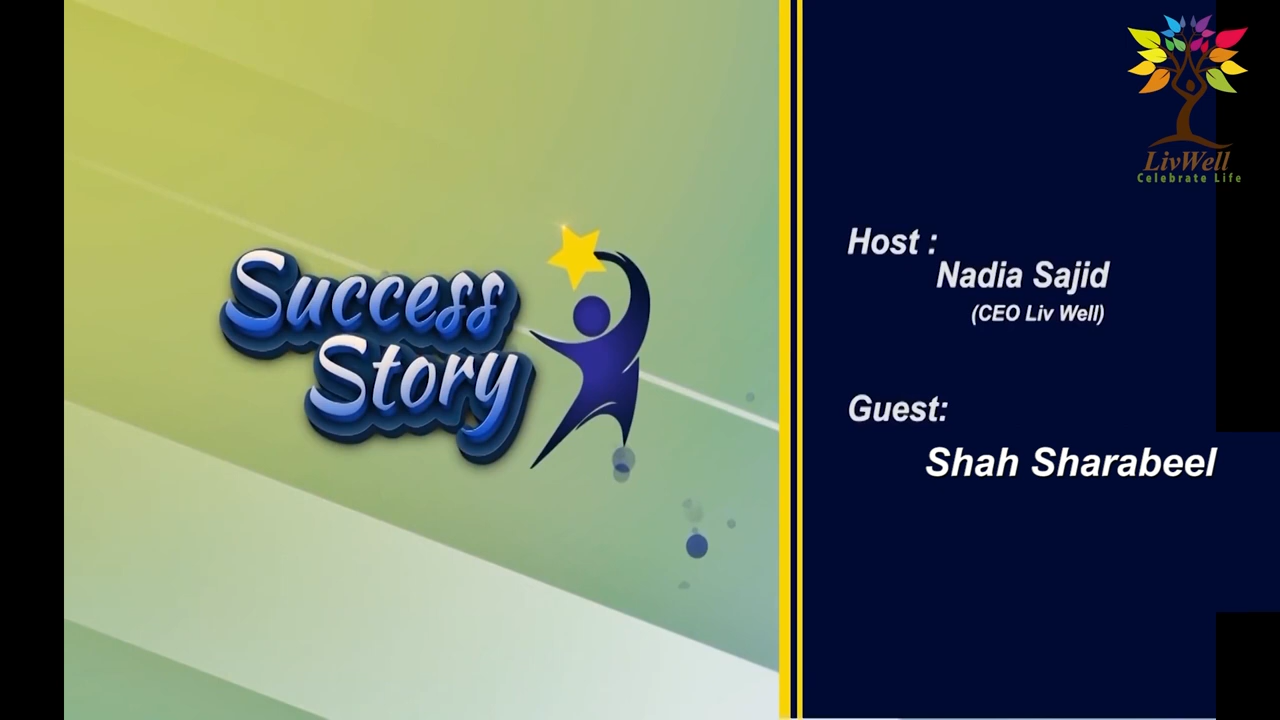 Success
Story
LivWell
Celebrate Life
Host :
Nadia Sajid
(CEO Liv Well)
Guest:
Shah Sharabeel